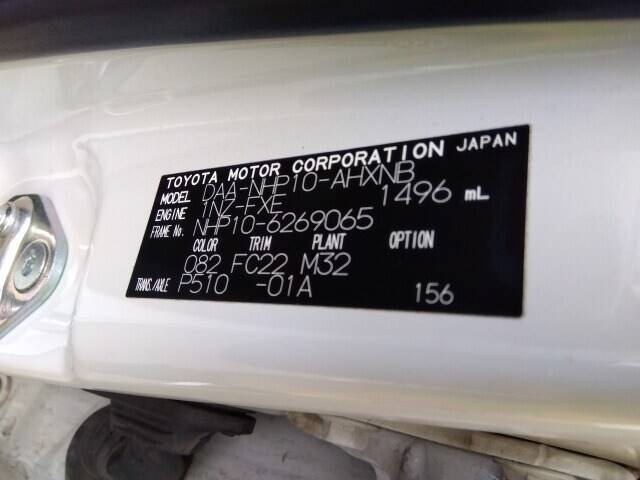 TOYOTA MOTOR CORPORATION JAPAN
MODEL DAA-NHP10-AHXNB
ENGINE 1NZ-FXE 1496 mL
FRAME No. NHP10-6269065
COLOR TRIM PLANT OPTION
082 FC22 M32
TRANS./AXLE P510 -01A 156